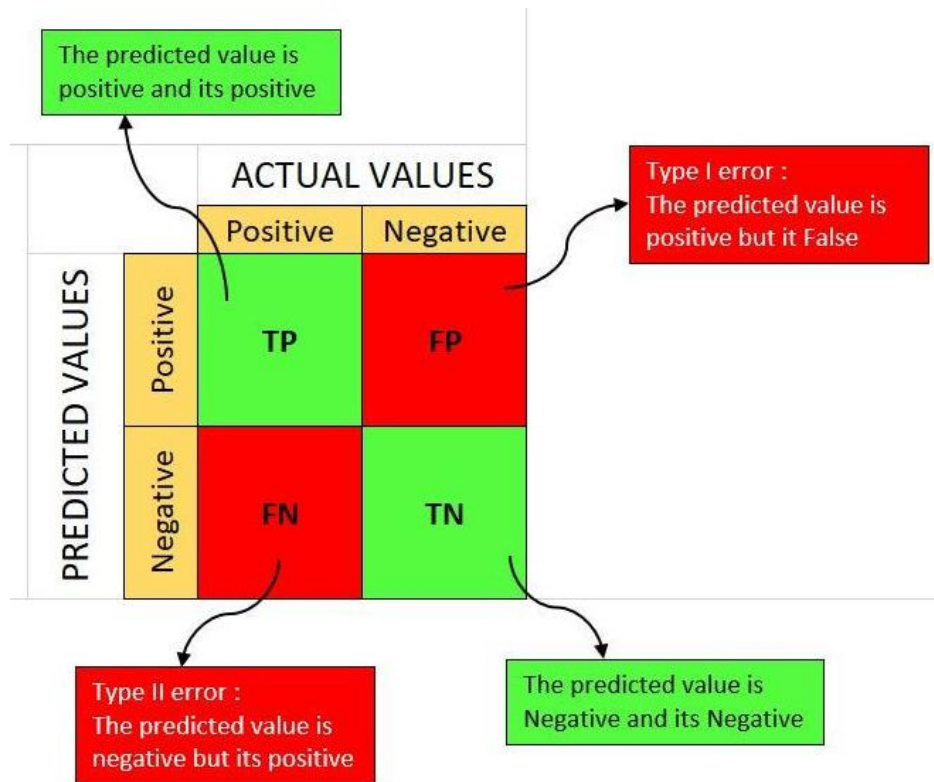 The predicted value is
positive and its positive
ACTUAL VALUES
Type I error :
The predicted value is
positive but it False
Positive Negative
PREDICTED VALUES
Positive
TP FP
Negative
FN TN
Type II error :
The predicted value is
negative but its positive
The predicted value is
Negative and its Negative